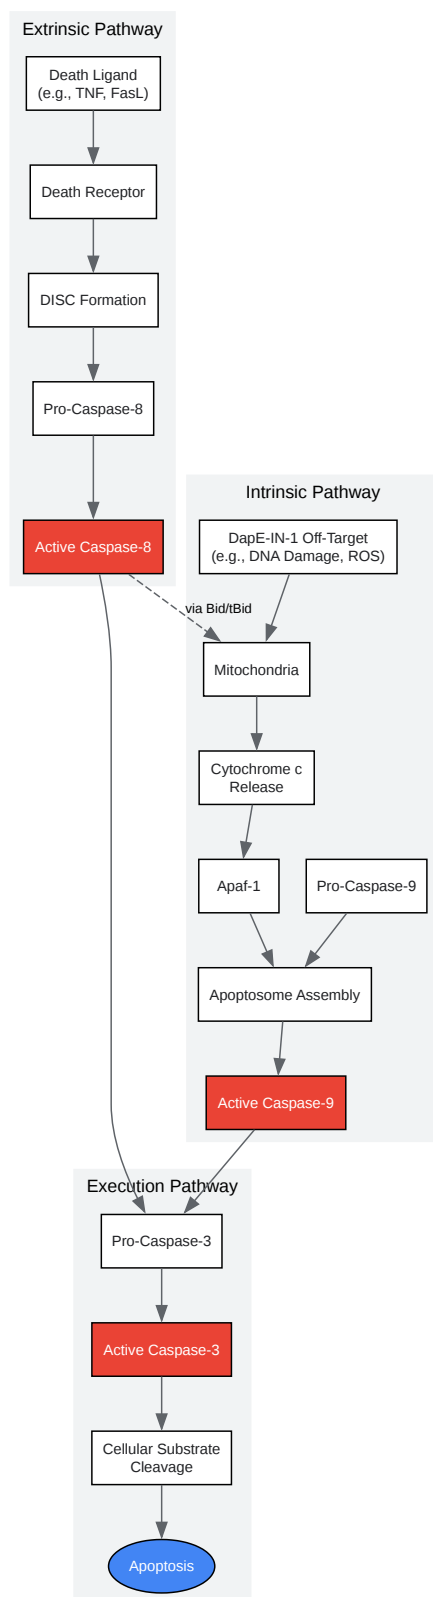 Extrinsic Pathway
Death Ligand
(e.g., TNF, FasL)
Death Receptor
DISC Formation
Pro-Caspase-8
Active Caspase-8
Intrinsic Pathway
DapE-IN-1 Off-Target
(e.g., DNA Damage, ROS)
via Bid/tBid
Mitochondria
Cytochrome c
Release
Apaf-1
Pro-Caspase-9
Apoptosome Assembly
Active Caspase-9
Execution Pathway
Pro-Caspase-3
Active Caspase-3
Cellular Substrate
Cleavage
Apoptosis